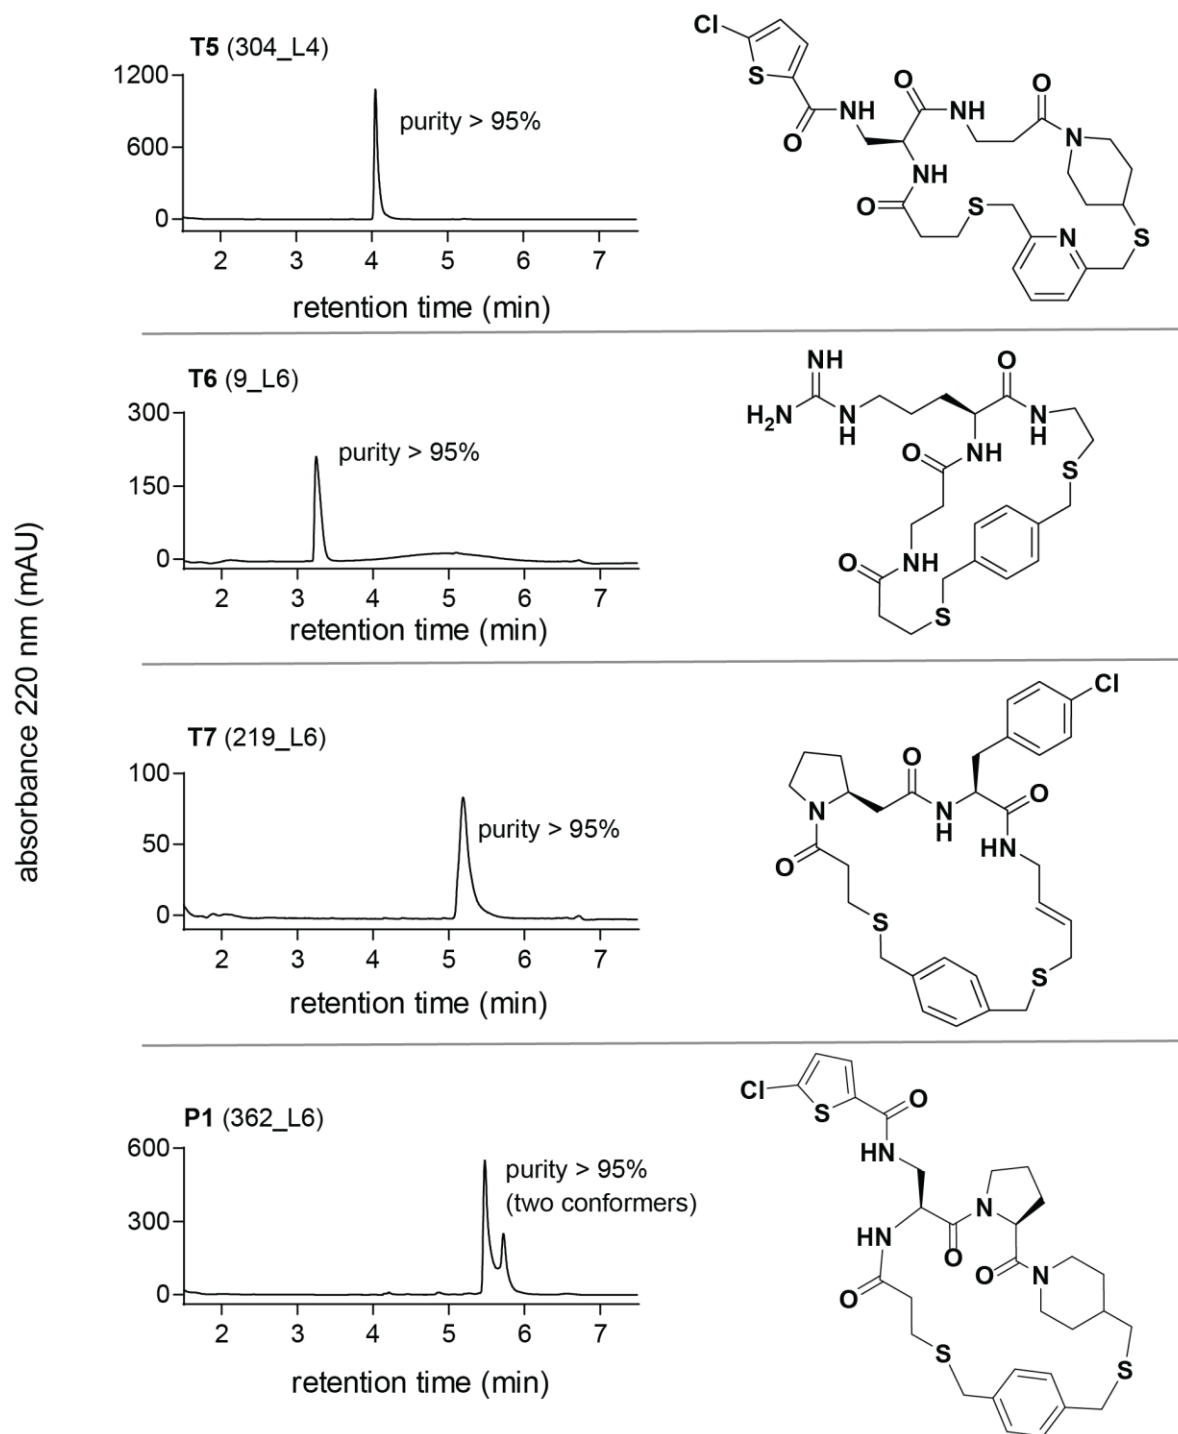 absorbance 220 nm (mAU)
T5 (304_L4)
1200
600
0
purity > 95%
2 3 4 5 6 7
retention time (min)
Cl
S
O
NH
O
NH
O
N
NH
O
S
N
S
T6 (9_L6)
300
150
0
purity > 95%
2 3 4 5 6 7
retention time (min)
NH
O
H2N
N
H
N
H
O
NH
S
O
NH
S
T7 (219_L6)
100
50
0
purity > 95%
2 3 4 5 6 7
retention time (min)
Cl
O
N
N
H
O
HN
O
S
S
P1 (362_L6)
600
300
0
purity > 95%
(two conformers)
2 3 4 5 6 7
retention time (min)
Cl
S
O
HN
N
HN
O
O
N
O
S
S